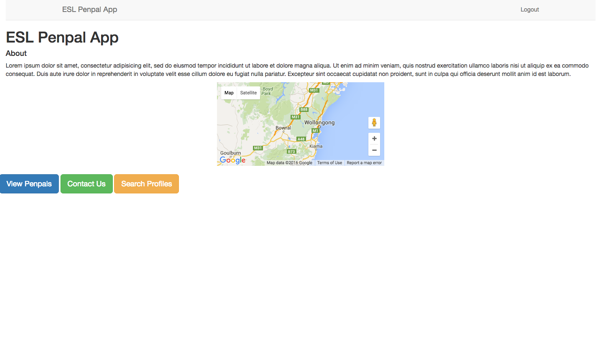 ESL Penpal App
Logout
ESL Penpal App
About
Lorem ipsum dolor sit amet, consectetur adipisicing elit, sed do eiusmod tempor incididunt ut labore et dolore magna aliqua. Ut enim ad minim veniam, quis nostrud exercitation ullamco laboris nisi ut aliquip ex ea commodo
consequat. Duis aute irure dolor in reprehenderit in voluptate velit esse cillum dolore eu fugiat nulla pariatur. Excepteur sint occaecat cupidatat non proident, sunt in culpa qui officia deserunt mollit anim id est laborum.
Map
Satellite
Park
Wollongong
Bowral
Kiama
Goulburn
Google
Map data ©2016 Google
Terms of Use
Report a map error
View Penpals
Contact Us
Search Profiles